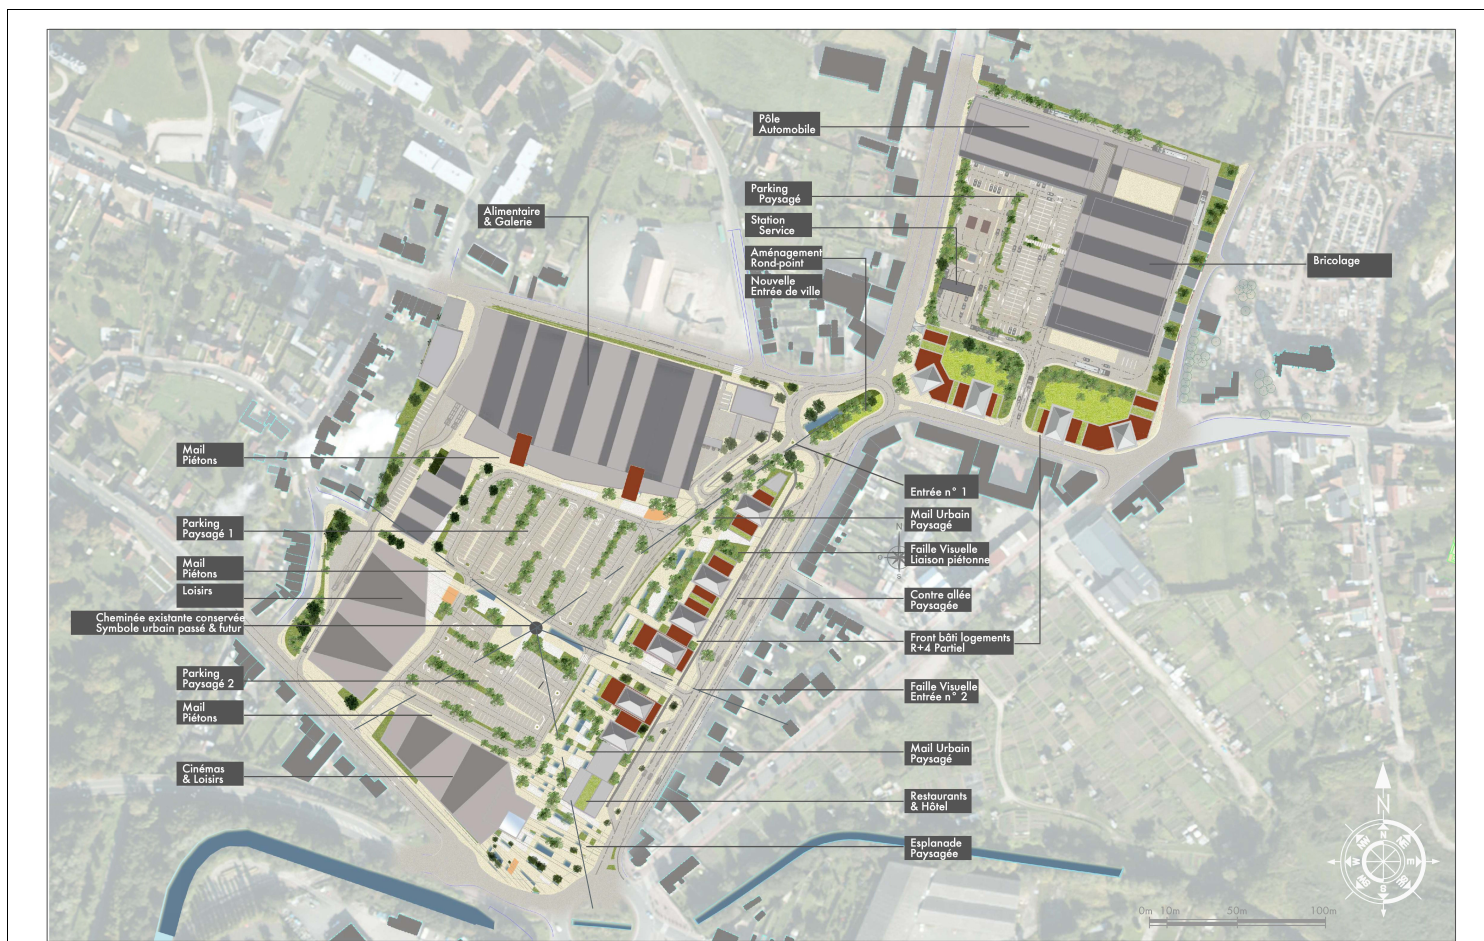 Pôle
Automobile
Parking
Paysagé
Station
Service
Aménagement
Rond-point
Nouvelle
Entrée de ville
Alimentaire
& Galerie
Bricolage
Mail
Piétons
Parking
Paysagé 1
Mail
Piétons
Loisirs
Cheminée existante conservée
Symbole urbain passé & futur
Parking
Paysagé 2
Mail
Piétons
Cinémas
& Loisirs
Entrée n° 1
Mail Urbain
Paysagé
Faille Visuelle
Liaison piétonne
Contre allée
Paysagée
Front bâti logements
R+4 Partiel
Faille Visuelle
Entrée n° 2
Mail Urbain
Paysagé
Restaurants
& Hôtel
Esplanade
Paysagée
N
N
0m 10m 50m 100m